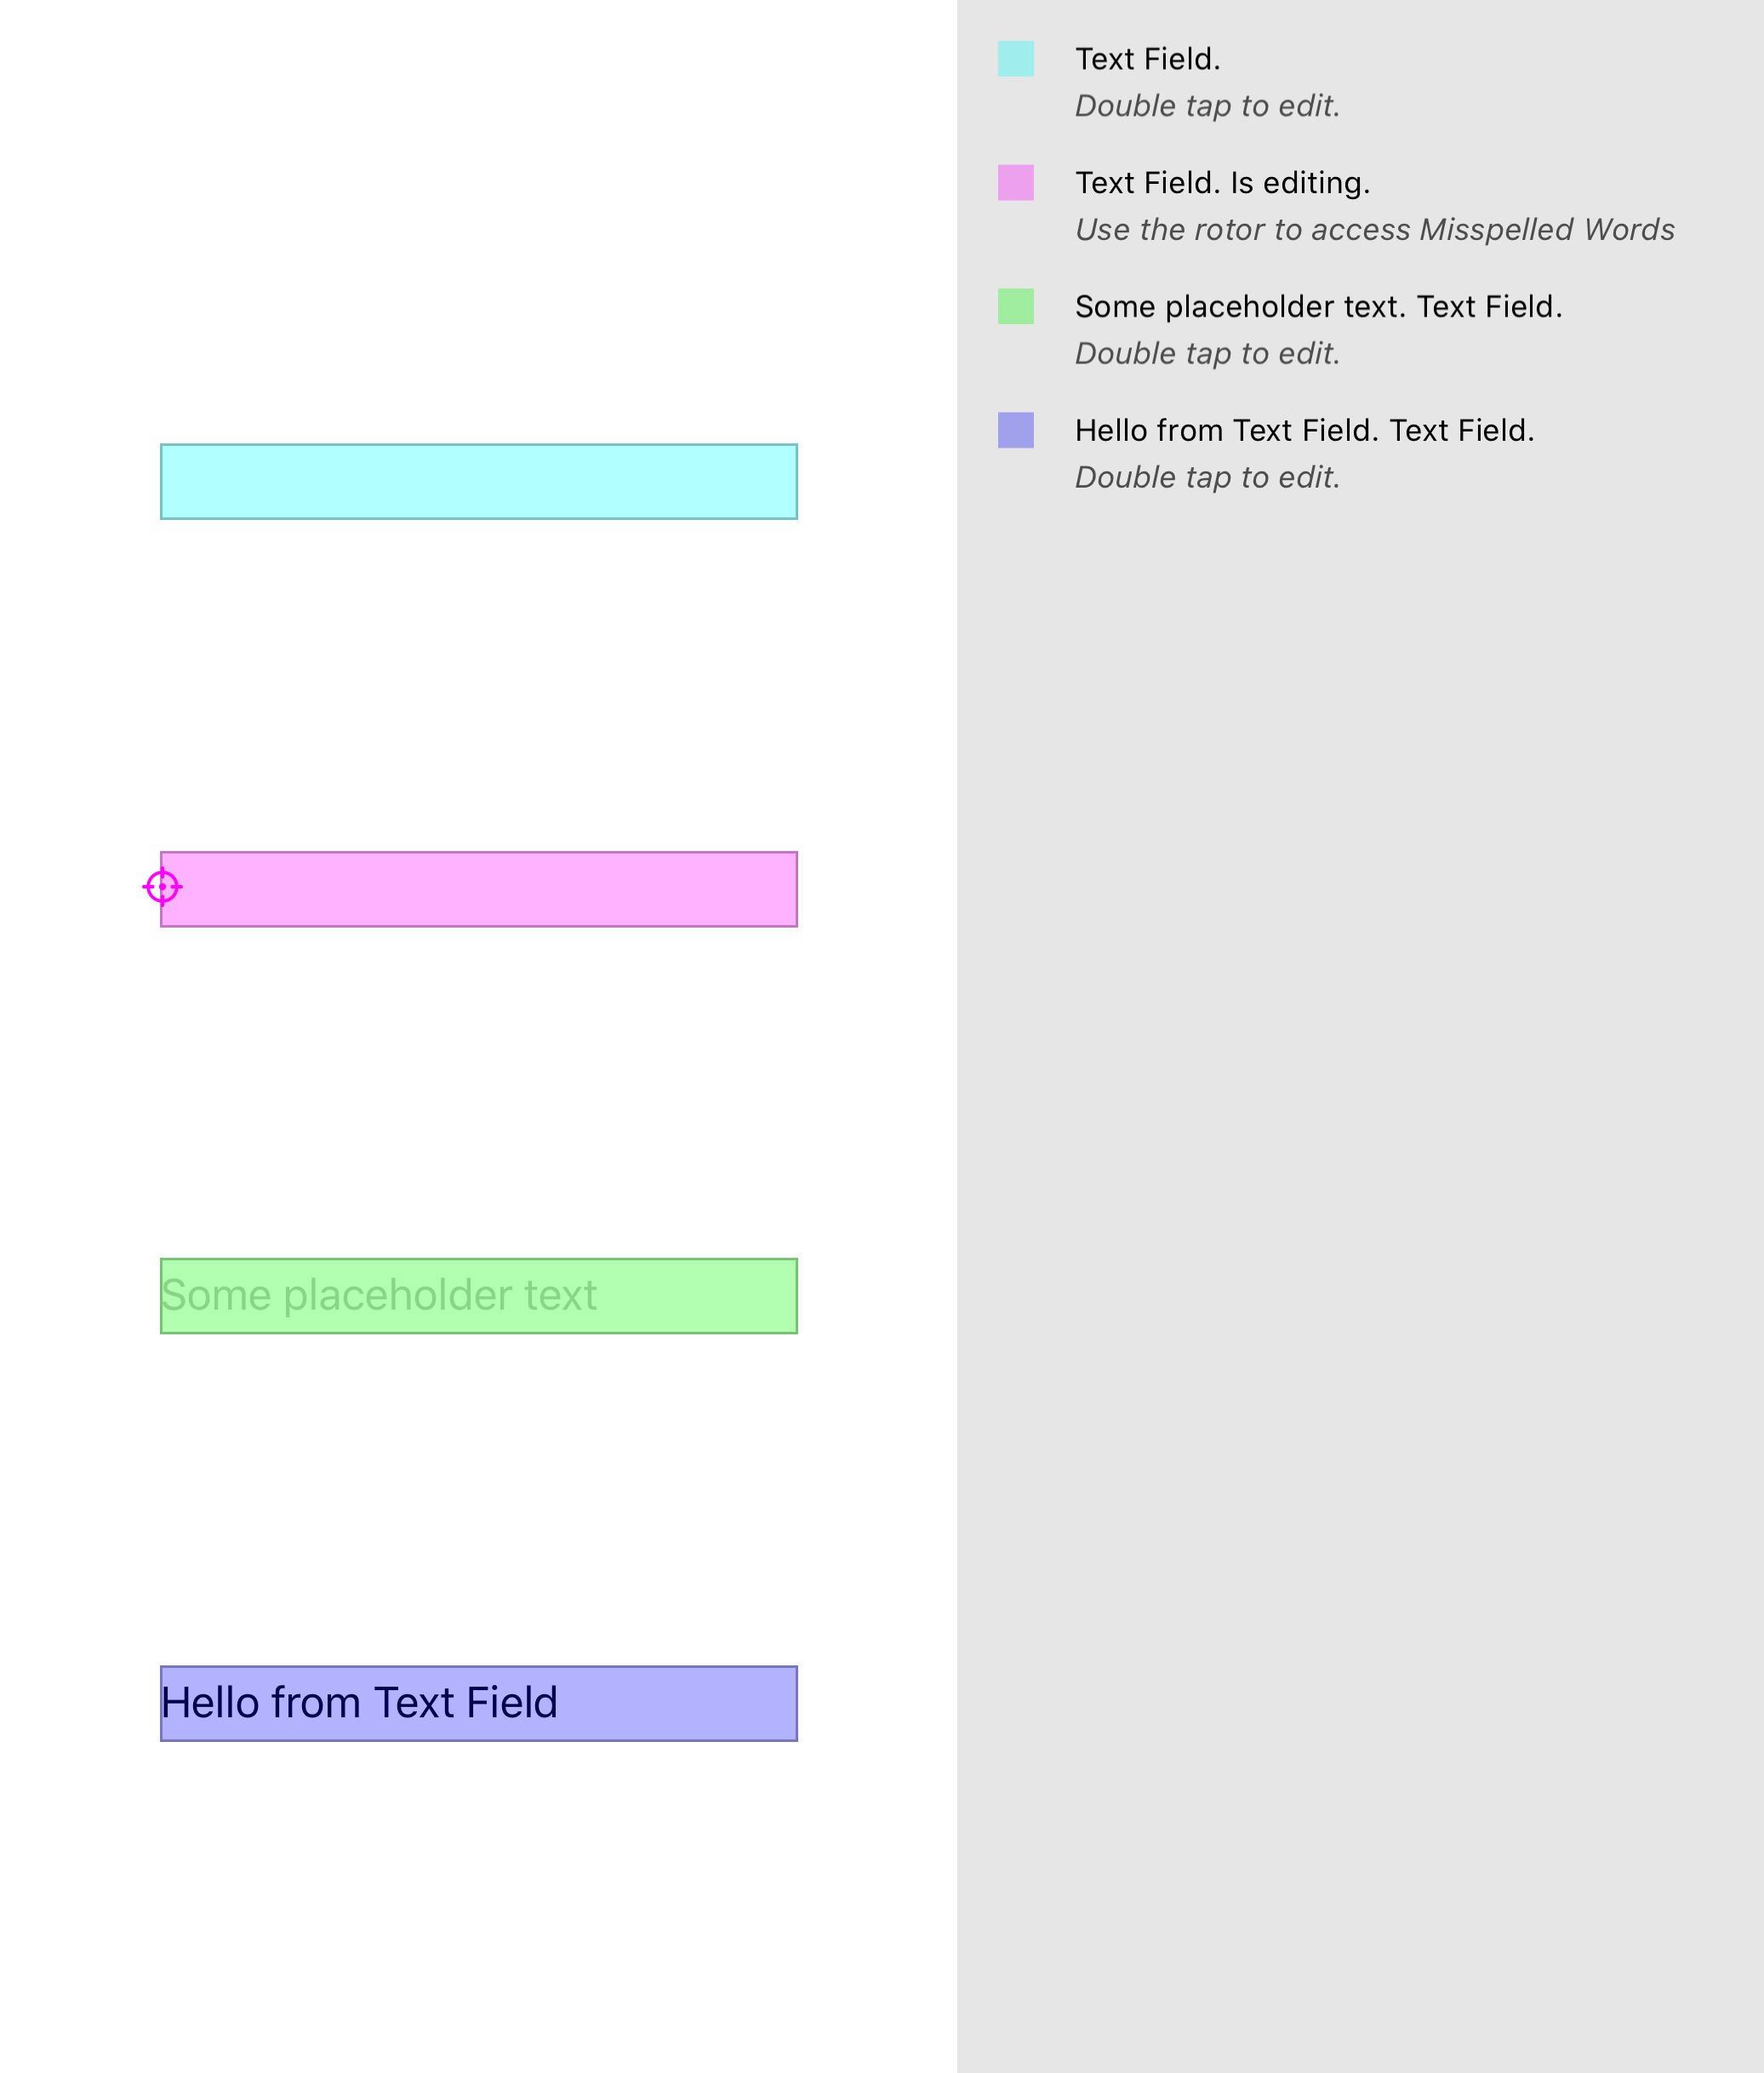 Text Field.
Double tap to edit.
Text Field. Is editing.
Use the rotor to access Misspelled Words
Some placeholder text. Text Field.
Double tap to edit.
Hello from Text Field. Text Field.
Double tap to edit.
Some placeholder text
Hello from Text Field